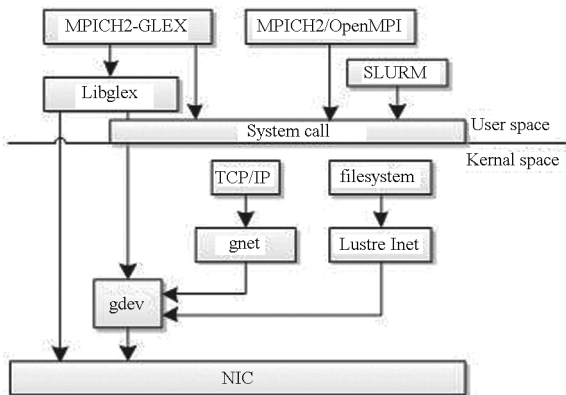 MPICH2-GLEX
MPICH2/OpenMPI
SLURM
Libglex
System call
User space
Kernal space
TCP/IP
filesystem
gnet
Lustre Inet
gdev
NIC